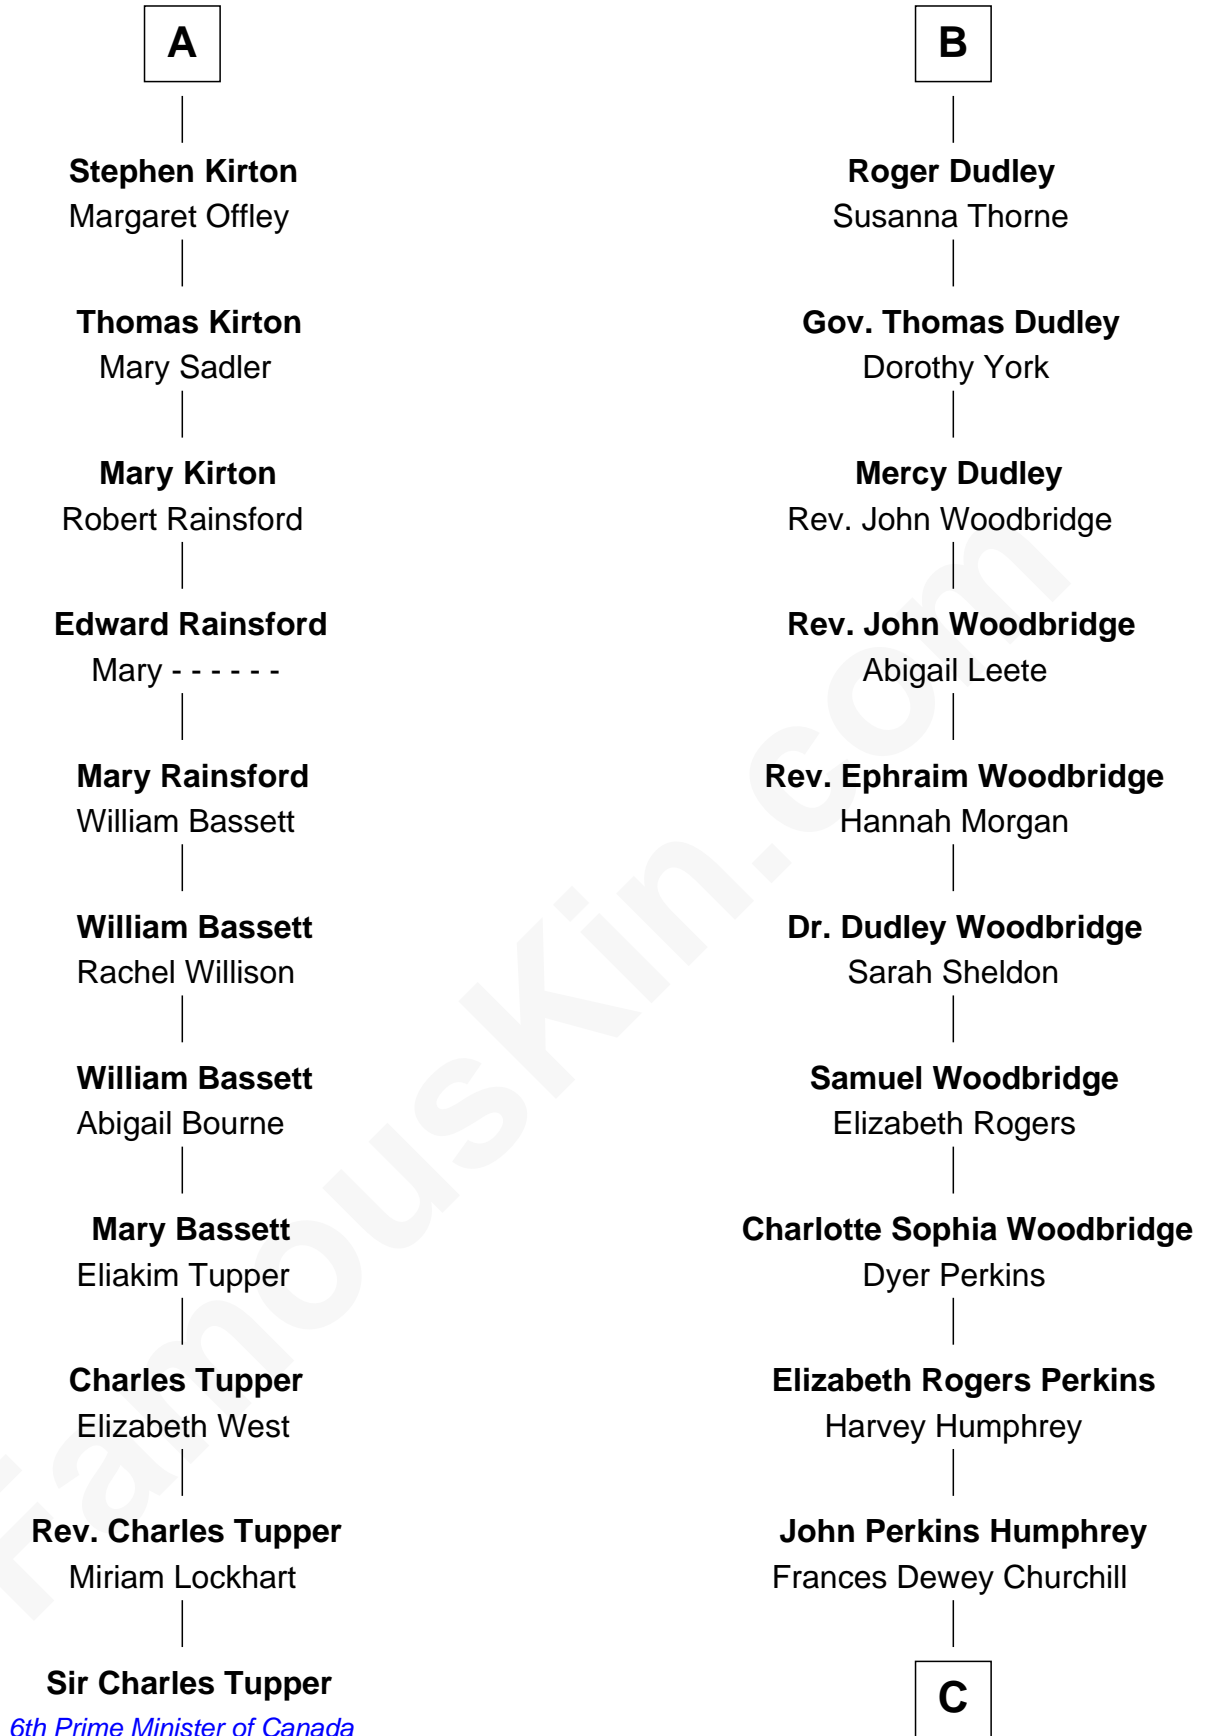 A
Stephen Kirton
Margaret Offley
Thomas Kirton
Mary Sadler
Mary Kirton
Robert Rainsford
Edward Rainsford
Mary - - - - - -
Mary Rainsford
William Bassett
William Bassett
Rachel Willison
William Bassett
Abigail Bourne
Mary Bassett
Eliakim Tupper
Charles Tupper
Elizabeth West
Rev. Charles Tupper
Miriam Lockhart
Sir Charles Tupper
6th Prime Minister of Canada
B
Roger Dudley
Susanna Thorne
Gov. Thomas Dudley
Dorothy York
Mercy Dudley
Rev. John Woodbridge
Rev. John Woodbridge
Abigail Leete
Rev. Ephraim Woodbridge
Hannah Morgan
Dr. Dudley Woodbridge
Sarah Sheldon
Samuel Woodbridge
Elizabeth Rogers
Charlotte Sophia Woodbridge
Dyer Perkins
Elizabeth Rogers Perkins
Harvey Humphrey
John Perkins Humphrey
Frances Dewey Churchill
C
FamousKin.com